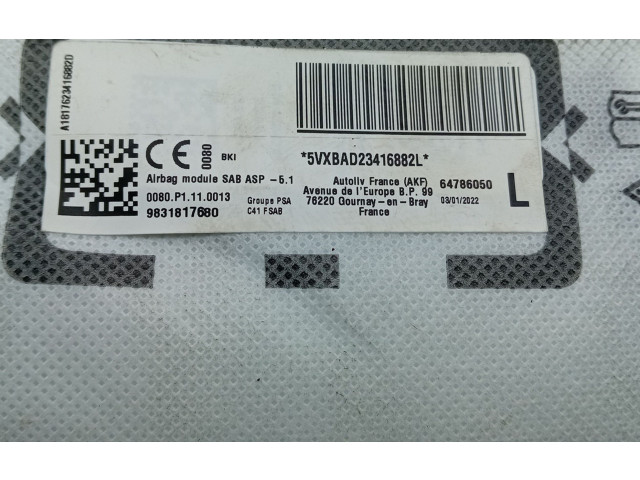 A18176234168820
CE 0080 BKI
*5VXBAD23416882L*
Airbag module SAB ASP -5.1
0080.P1.11.0013
9831817680
Groupe PSA
C41 FSAB
Autoliv France (AKF)
Avenue de l'Europe B.P. 99
76220 Gournay-en-Bray
France
64786050
03/01/2022
L